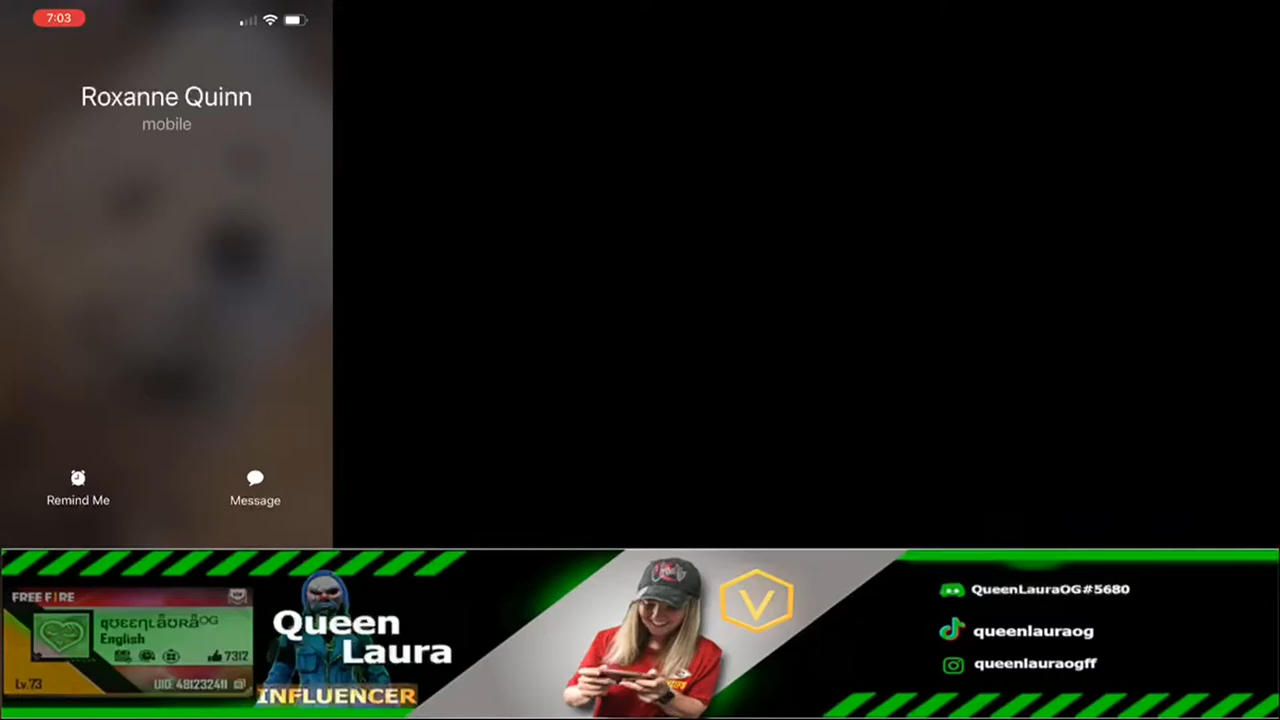 7:03
Roxanne Quinn
mobile
Remind Me
Message
FREE FIRE
qυεεηʟåυʀåᴼᴳ
English
7312
Lv.73
UID: 481232411
Queen
Laura
INFLUENCER
V
QueenLauraOG#5680
queenlauraog
queenlauraogff